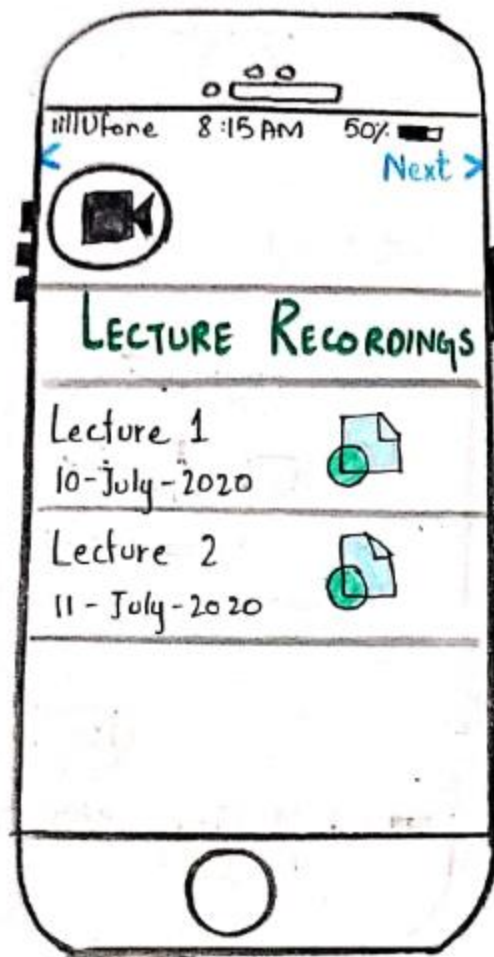 Ufone 8:15 AM 50%
<
Next >
LECTURE RECORDINGS
Lecture 1
10-July-2020
Lecture 2
11-July-2020